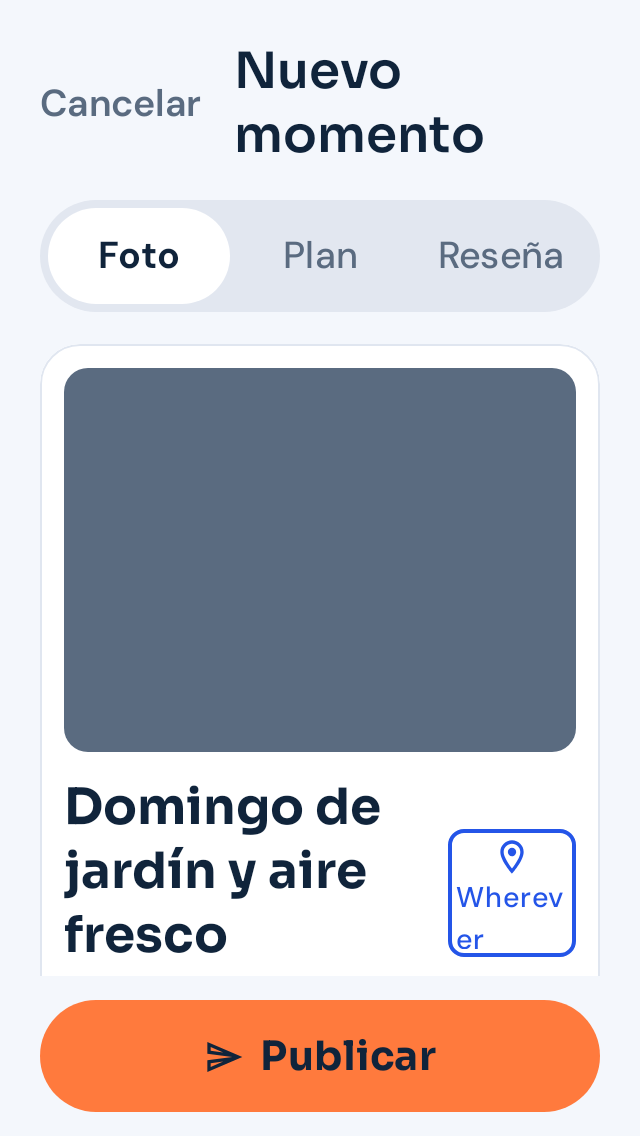 Cancelar
Nuevo
momento
Foto
Plan
Reseña
Domingo de
jardín y aire
fresco
Wherev
er
Publicar